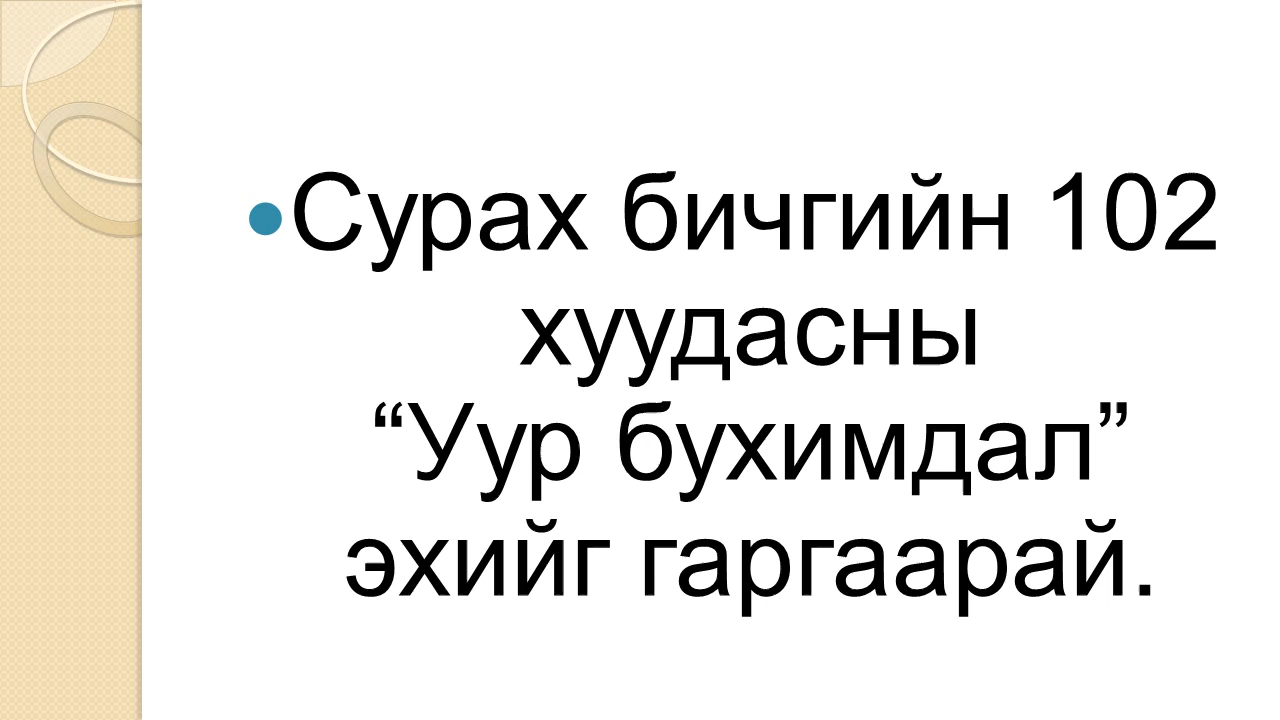 •Сурах бичгийн 102
хуудасны
“Уур бухимдал”
эхийг гаргаарай.